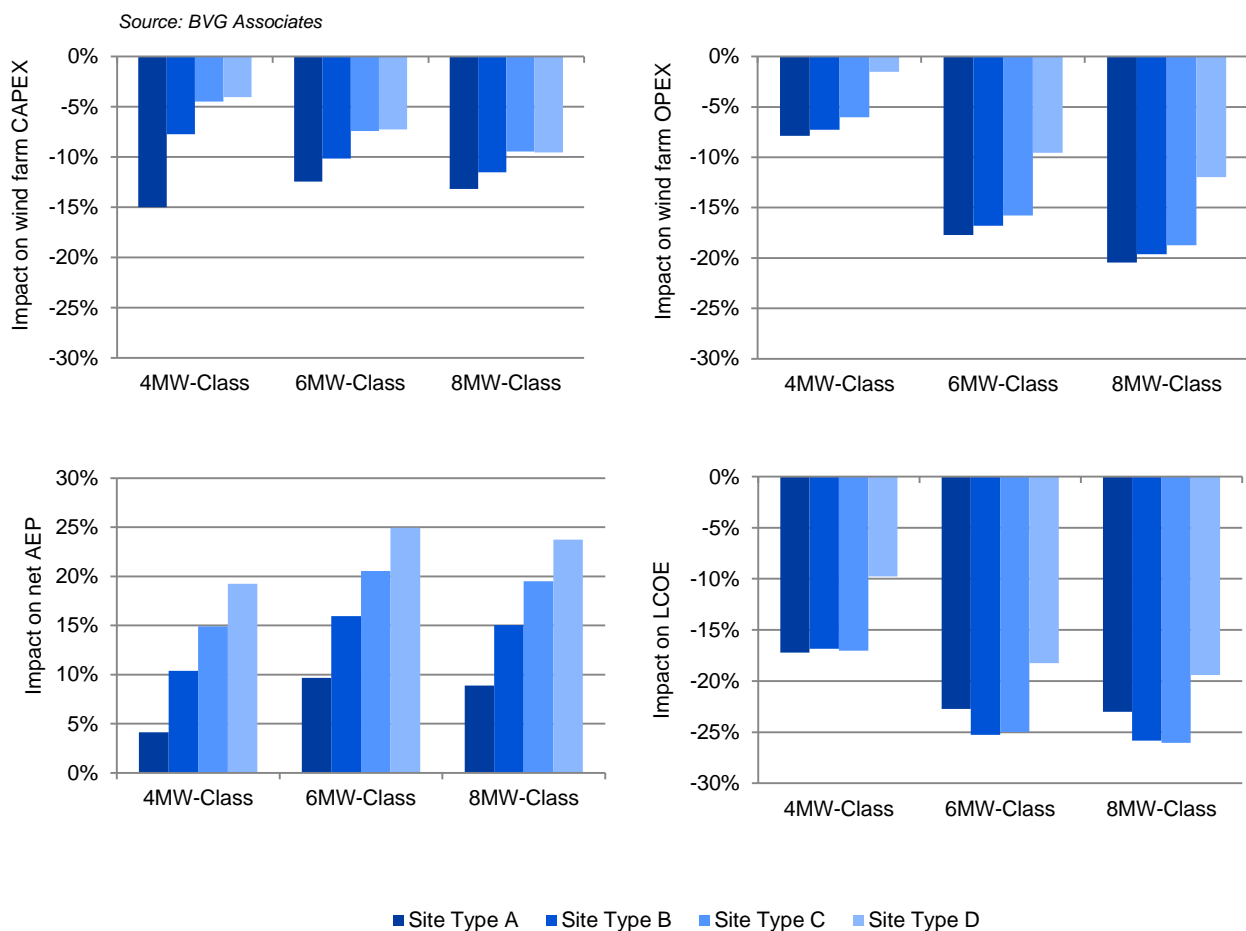 Source: BVG Associates
Impact on wind farm CAPEX
0%
-5%
-10%
-15%
-20%
-25%
-30%
4MW-Class 6MW-Class 8MW-Class
Impact on wind farm OPEX
0%
-5%
-10%
-15%
-20%
-25%
-30%
4MW-Class 6MW-Class 8MW-Class
Impact on net AEP
30%
25%
20%
15%
10%
5%
0%
4MW-Class 6MW-Class 8MW-Class
Impact on LCOE
0%
-5%
-10%
-15%
-20%
-25%
-30%
4MW-Class 6MW-Class 8MW-Class
Site Type A Site Type B Site Type C Site Type D